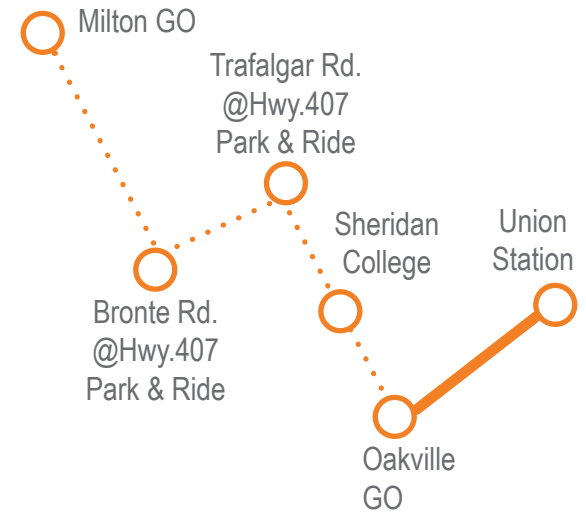 Milton GO
Trafalgar Rd.
@Hwy.407
Park & Ride
Sheridan
College
Union
Station
Bronte Rd.
@Hwy.407
Park & Ride
Oakville
GO